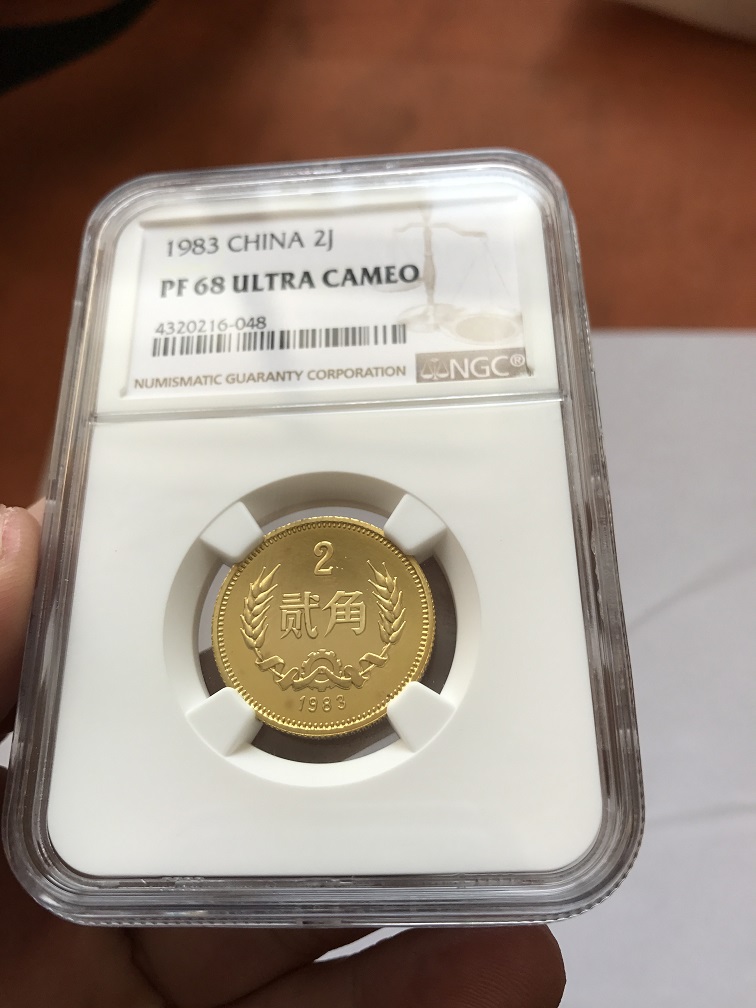 1983 CHINA 2J
PF 68 ULTRA CAMEO
4320216-048
NUMISMATIC GUARANTY CORPORATION
NGC®
2
贰角
1983